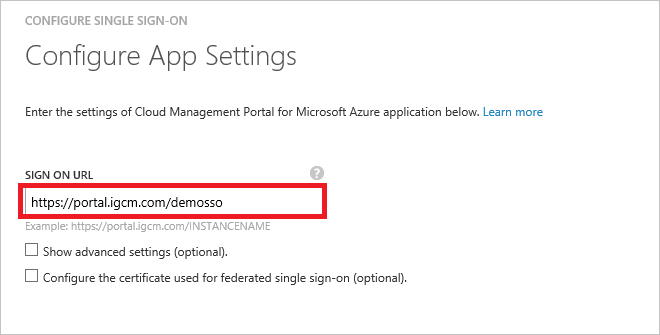 CONFIGURE SINGLE SIGN-ON
Configure App Settings
Enter the settings of Cloud Management Portal for Microsoft Azure application below. Learn more
SIGN ON URL
?
https://portal.igcm.com/demosso
Example: https://portal.igcm.com/INSTANCENAME
Show advanced settings (optional).
Configure the certificate used for federated single sign-on (optional).